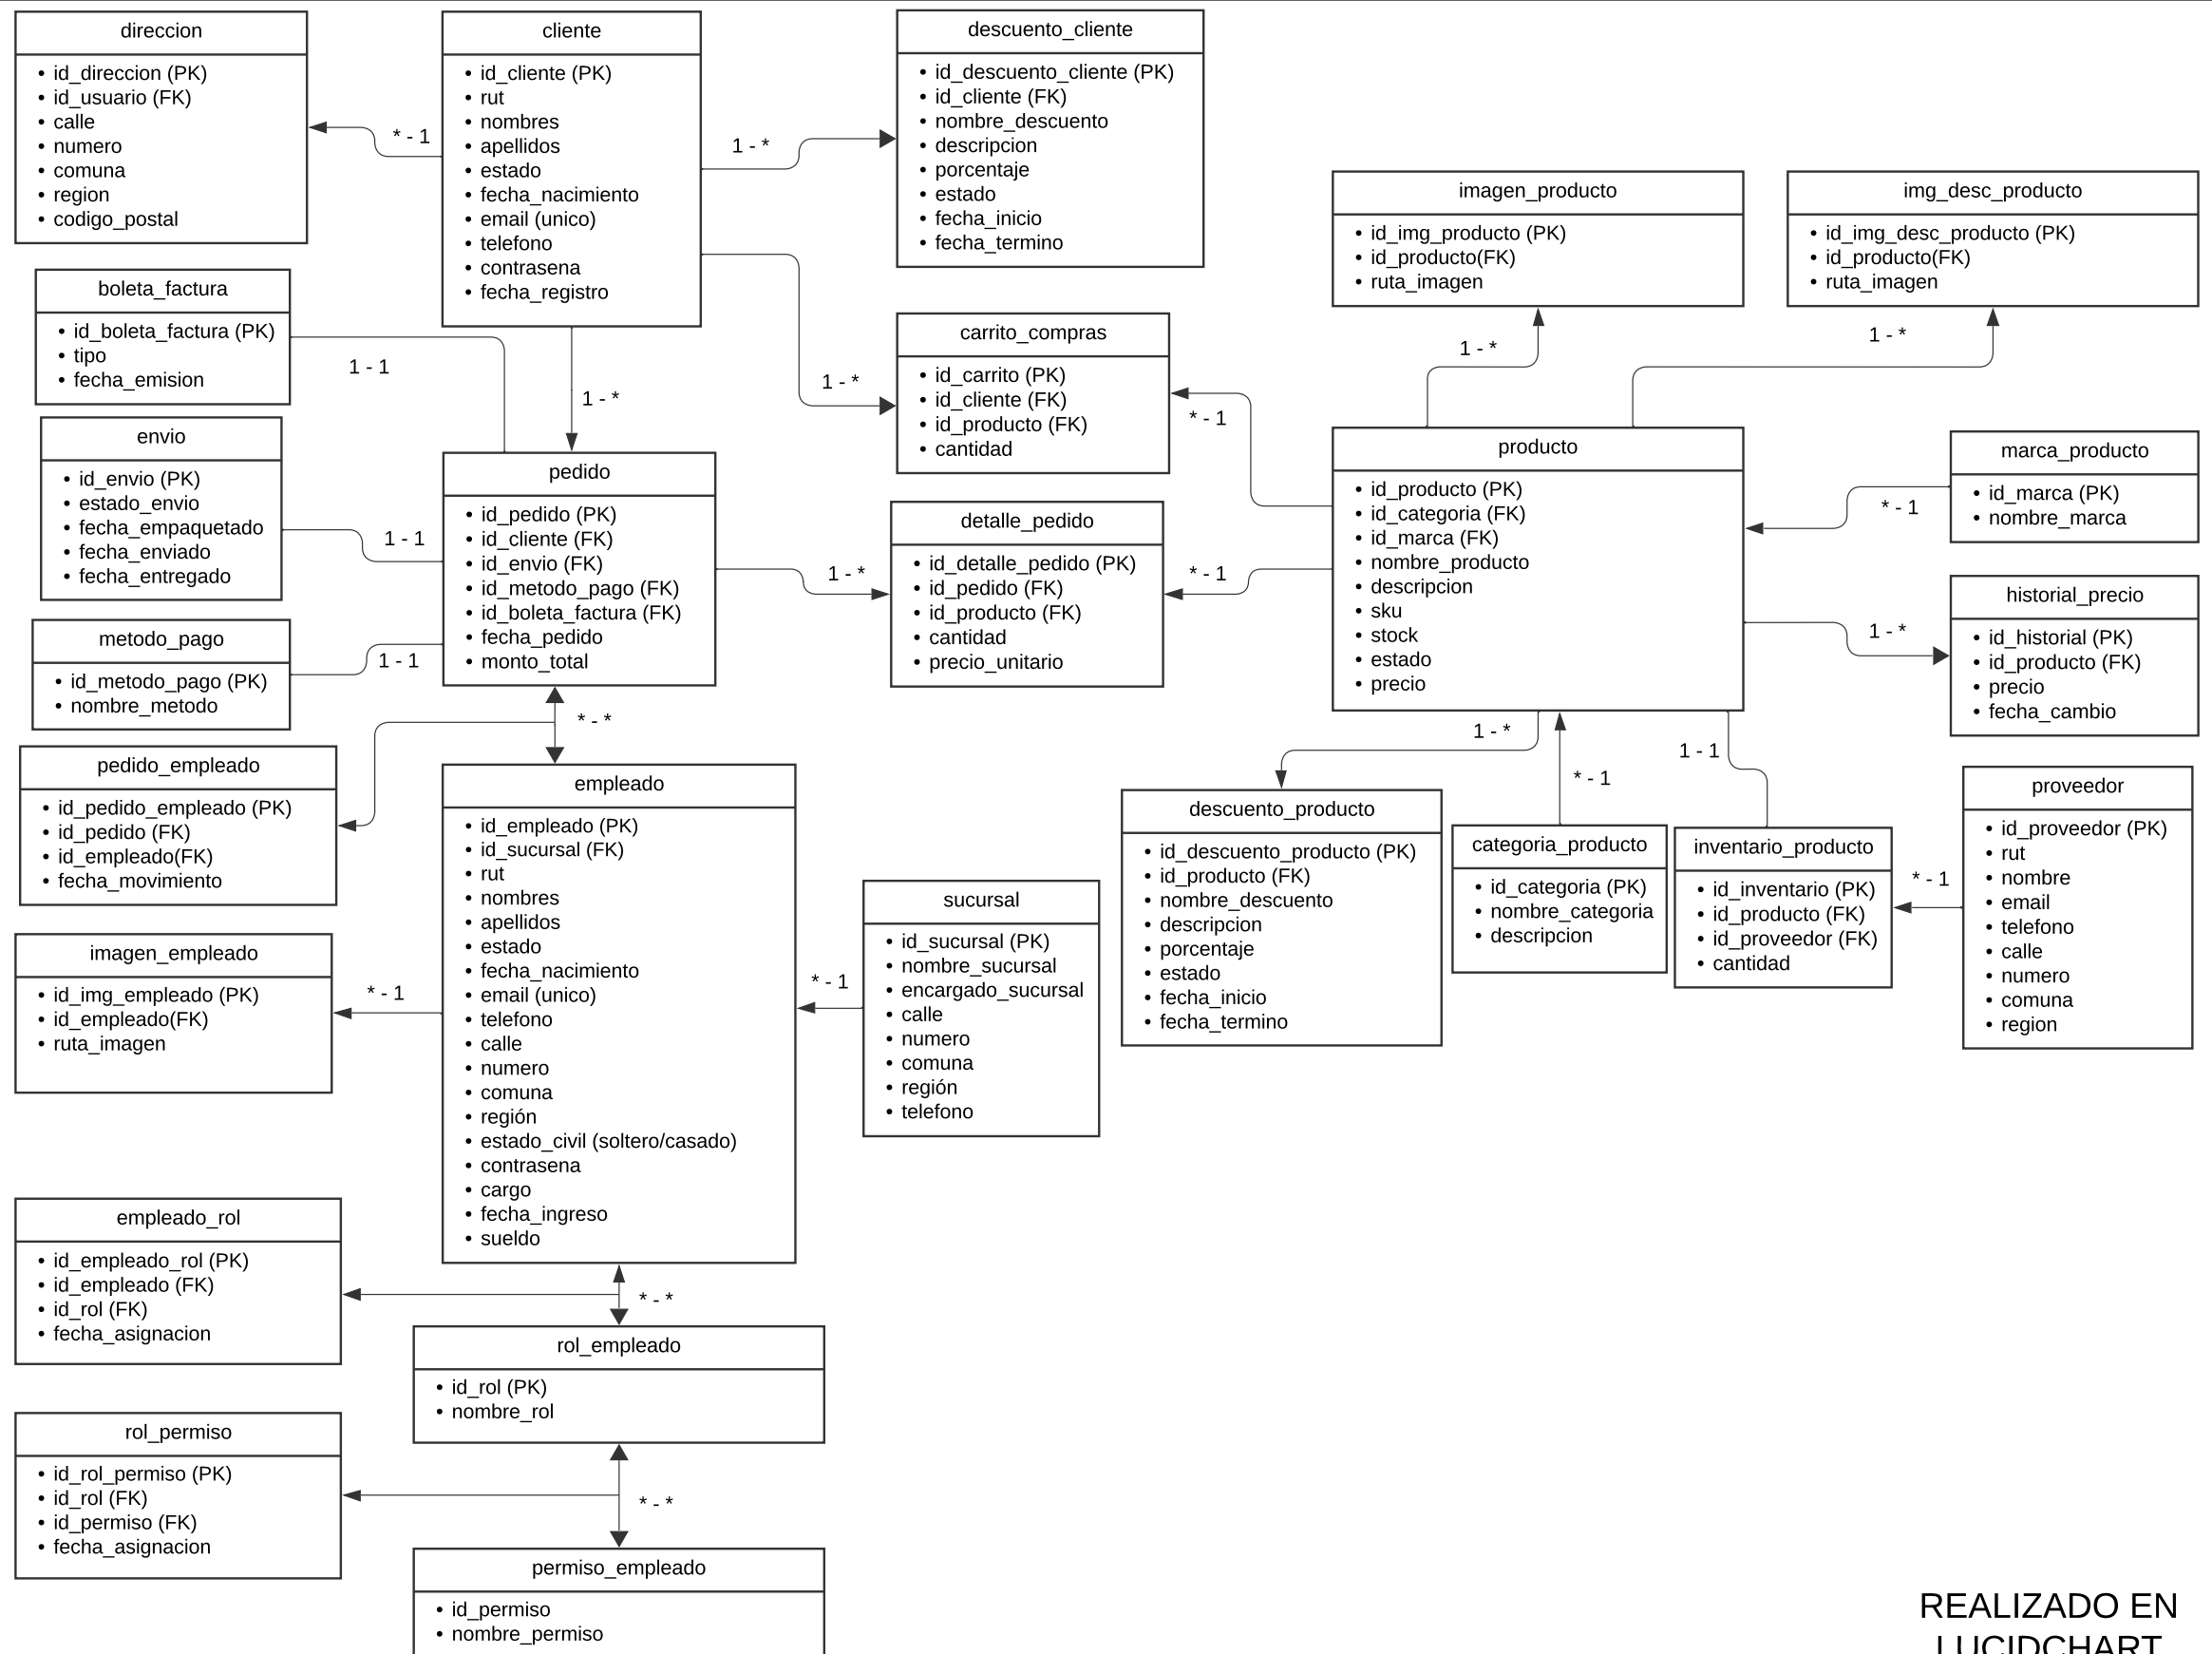 direccion
• id_direccion (PK)
• id_usuario (FK)
• calle
• numero
• comuna
• region
• codigo_postal
* - 1
cliente
• id_cliente (PK)
• rut
• nombres
• apellidos
• estado
• fecha_nacimiento
• email (unico)
• telefono
• contrasena
• fecha_registro
1 - *
descuento_cliente
• id_descuento_cliente (PK)
• id_cliente (FK)
• nombre_descuento
• descripcion
• porcentaje
• estado
• fecha_inicio
• fecha_termino
imagen_producto
• id_img_producto (PK)
• id_producto(FK)
• ruta_imagen
img_desc_producto
• id_img_desc_producto (PK)
• id_producto(FK)
• ruta_imagen
boleta_factura
• id_boleta_factura (PK)
• tipo
• fecha_emision
1 - 1
1 - *
1 - *
carrito_compras
• id_carrito (PK)
• id_cliente (FK)
• id_producto (FK)
• cantidad
* - 1
1 - *
1 - *
envio
• id_envio (PK)
• estado_envio
• fecha_empaquetado
• fecha_enviado
• fecha_entregado
1 - 1
pedido
• id_pedido (PK)
• id_cliente (FK)
• id_envio (FK)
• id_metodo_pago (FK)
• id_boleta_factura (FK)
• fecha_pedido
• monto_total
1 - *
detalle_pedido
• id_detalle_pedido (PK)
• id_pedido (FK)
• id_producto (FK)
• cantidad
• precio_unitario
* - 1
producto
• id_producto (PK)
• id_categoria (FK)
• id_marca (FK)
• nombre_producto
• descripcion
• sku
• stock
• estado
• precio
* - 1
marca_producto
• id_marca (PK)
• nombre_marca
1 - *
historial_precio
• id_historial (PK)
• id_producto (FK)
• precio
• fecha_cambio
metodo_pago
• id_metodo_pago (PK)
• nombre_metodo
1 - 1
* - *
pedido_empleado
• id_pedido_empleado (PK)
• id_pedido (FK)
• id_empleado(FK)
• fecha_movimiento
empleado
• id_empleado (PK)
• id_sucursal (FK)
• rut
• nombres
• apellidos
• estado
• fecha_nacimiento
• email (unico)
• telefono
• calle
• numero
• comuna
• región
• estado_civil (soltero/casado)
• contrasena
• cargo
• fecha_ingreso
• sueldo
imagen_empleado
• id_img_empleado (PK)
• id_empleado(FK)
• ruta_imagen
* - 1
* - 1
sucursal
• id_sucursal (PK)
• nombre_sucursal
• encargado_sucursal
• calle
• numero
• comuna
• región
• telefono
1 - *
descuento_producto
• id_descuento_producto (PK)
• id_producto (FK)
• nombre_descuento
• descripcion
• porcentaje
• estado
• fecha_inicio
• fecha_termino
* - 1
categoria_producto
• id_categoria (PK)
• nombre_categoria
• descripcion
1 - 1
inventario_producto
• id_inventario (PK)
• id_producto (FK)
• id_proveedor (FK)
• cantidad
* - 1
proveedor
• id_proveedor (PK)
• rut
• nombre
• email
• telefono
• calle
• numero
• comuna
• region
empleado_rol
• id_empleado_rol (PK)
• id_empleado (FK)
• id_rol (FK)
• fecha_asignacion
* - *
rol_empleado
• id_rol (PK)
• nombre_rol
rol_permiso
• id_rol_permiso (PK)
• id_rol (FK)
• id_permiso (FK)
• fecha_asignacion
* - *
permiso_empleado
• id_permiso
• nombre_permiso
REALIZADO EN
LUCIDCHART